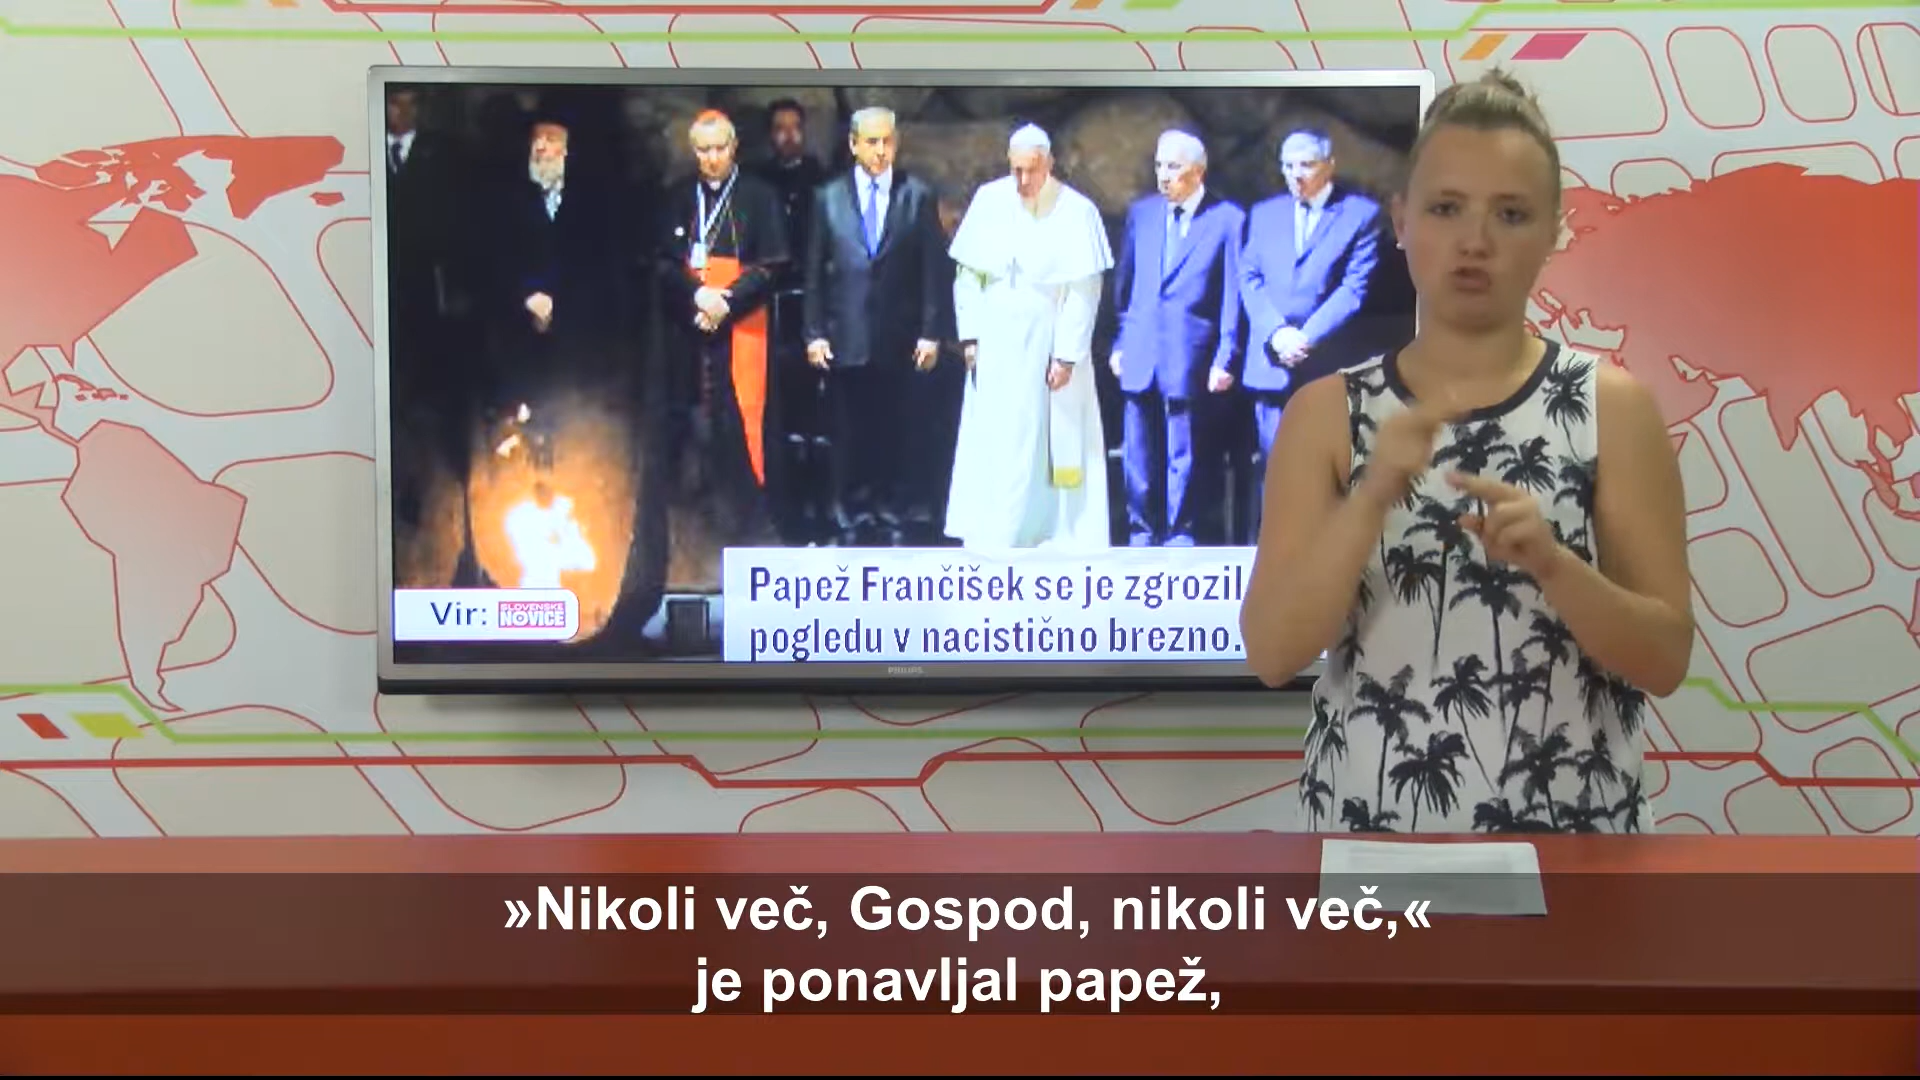 Papež Frančišek se je zgrozil
pogledu v nacistično brezno.
Vir: SLOVENSKE
NOVICE
PHILIPS
»Nikoli več, Gospod, nikoli več,«
je ponavljal papež,